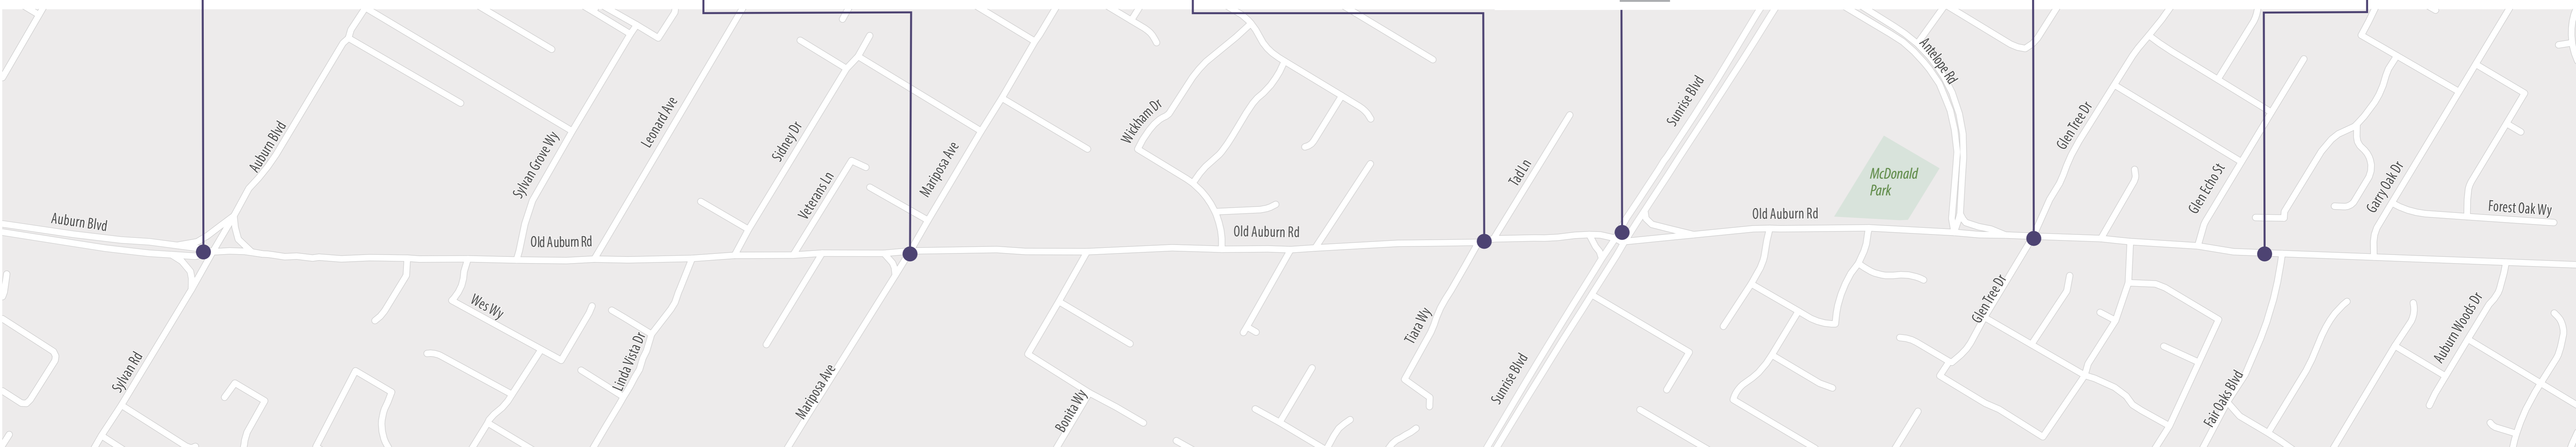 Auburn Blvd
Auburn Blvd
Sylvan Rd
Sylvan Grove Wy
Old Auburn Rd
Wes Wy
Linda Vista Dr
Leonard Ave
Sidney Dr
Veterans Ln
Mariposa Ave
Mariposa Ave
Wickham Dr
Old Auburn Rd
Bonita Wy
Tad Ln
Tiara Wy
Sunrise Blvd
Sunrise Blvd
Old Auburn Rd
McDonald
Park
Antelope Rd
Glen Tree Dr
Glen Tree Dr
Glen Echo St
Fair Oaks Blvd
Garry Oak Dr
Forest Oak Wy
Auburn Woods Dr